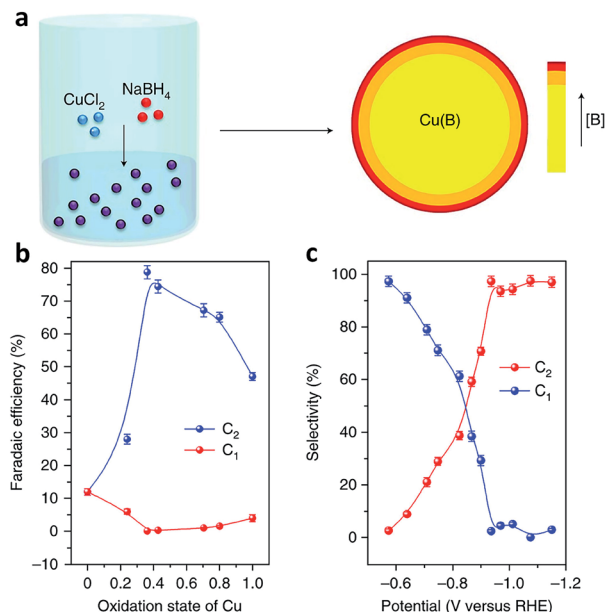 a
CuCl2
NaBH4
Cu(B)
[B]
b
80
70
60
50
40
30
20
10
0
−10
Faradaic efficiency (%)
C2
C1
0
0.2
0.4
0.6
0.8
1.0
Oxidation state of Cu
c
100
80
60
40
20
0
Selectivity (%)
C2
C1
−0.6
−0.8
−1.0
−1.2
Potential (V versus RHE)